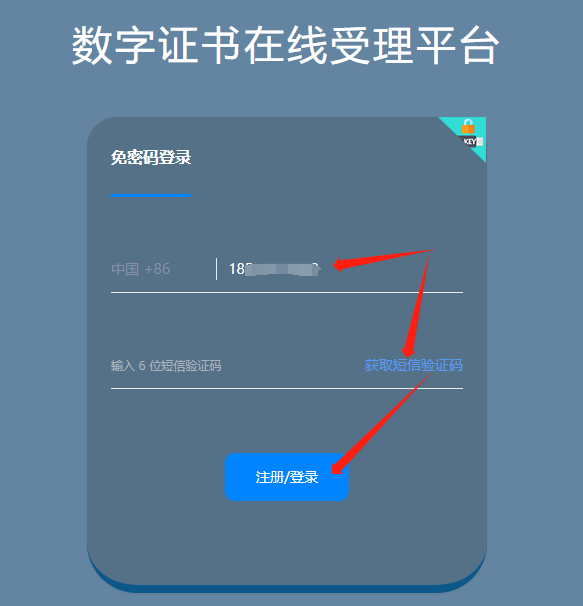 数字证书在线受理平台
KEY
免密码登录
中国 +86
185
输入 6 位短信验证码
获取短信验证码
注册/登录